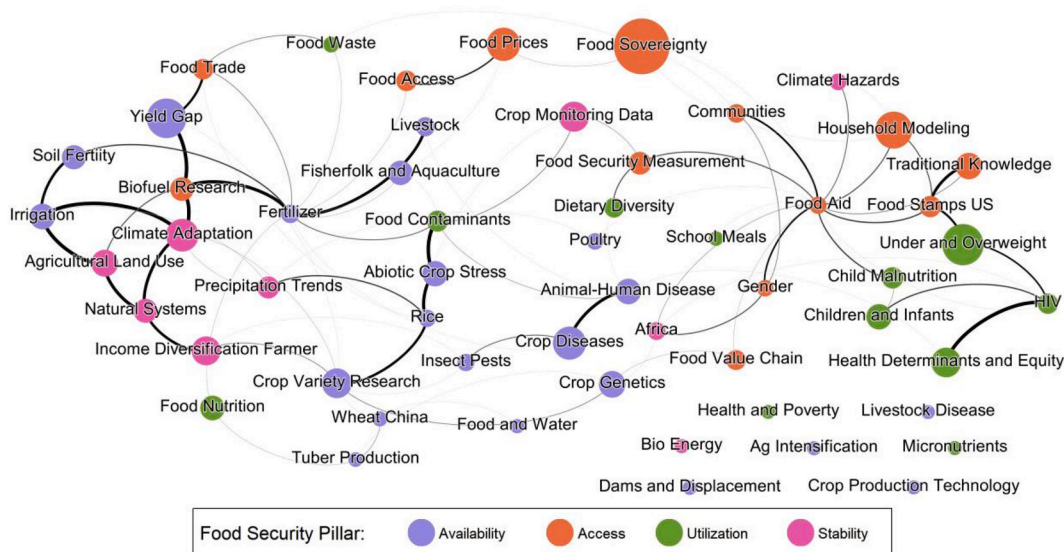 Food Waste
Food Prices
Food Sovereignty
Food Trade
Food Access
Climate Hazards
Yield Gap
Livestock
Crop Monitoring Data
Communities
Household Modeling
Soil Fertiity
Fisherfolk and Aquaculture
Food Security Measurement
Traditional Knowledge
Biofuel Research
Irrigation
Fertilizer
Food Contaminants
Dietary Diversity
Food Aid
Food Stamps US
Climate Adaptation
Poultry
School Meals
Under and Overweight
Agricultural Land Use
Abiotic Crop Stress
Precipitation Trends
Animal-Human Disease
Gender
Child Malnutrition
HIV
Natural Systems
Rice
Africa
Children and Infants
Income Diversification Farmer
Insect Pests
Crop Diseases
Food Value Chain
Health Determinants and Equity
Crop Variety Research
Crop Genetics
Food Nutrition
Wheat China
Food and Water
Health and Poverty
Livestock Disease
Tuber Production
Bio Energy
Ag Intensification
Micronutrients
Dams and Displacement
Crop Production Technology
Food Security Pillar: Availability Access Utilization Stability